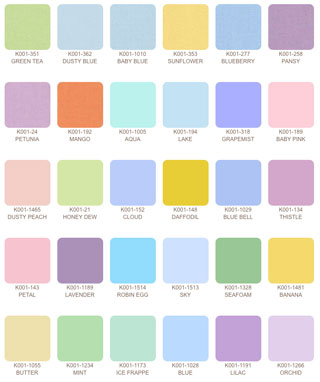 K001-351 K001-362 K001-1010 K001-353 K001-277 K001-258
GREEN TEA DUSTY BLUE BABY BLUE SUNFLOWER BLUEBERRY PANSY
K001-24 K001-192 K001-1005 K001-194 K001-318 K001-189
PETUNIA MANGO AQUA LAKE GRAPEMIST BABY PINK
K001-1465 K001-21 K001-152 K001-148 K001-1029 K001-134
DUSTY PEACH HONEY DEW CLOUD DAFFODIL BLUE BELL THISTLE
K001-143 K001-1189 K001-1514 K001-1513 K001-1328 K001-1481
PETAL LAVENDER ROBIN EGG SKY SEAFOAM BANANA
K001-1055 K001-1234 K001-1173 K001-1028 K001-1191 K001-1266
BUTTER MINT ICE FRAPPE BLUE LILAC ORCHID